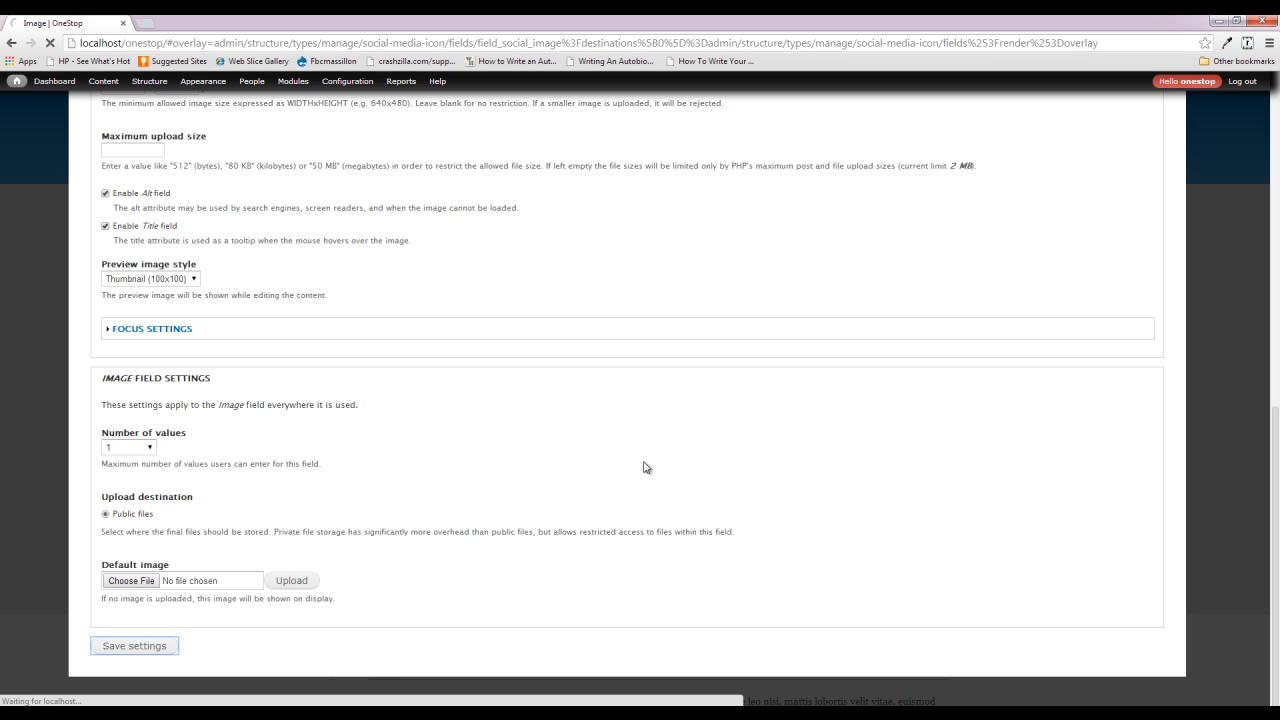 Image | OneStop
localhost/onestop/#overlay=admin/structure/types/manage/social-media-icon/fields/field_social_image%3Fdestinations%5B0%5D%3Dadmin/structure/types/manage/social-media-icon/fields%253Frender%253Doverlay
Apps HP - See What's Hot Suggested Sites Web Slice Gallery Fbcmassillon crashzilla.com/supp... How to Write an Aut... Writing An Autobio... How To Write Your ... Other bookmarks
Dashboard Content Structure Appearance People Modules Configuration Reports Help Hello onestop Log out
The minimum allowed image size expressed as WIDTHxHEIGHT (e.g. 640x480). Leave blank for no restriction. If a smaller image is uploaded, it will be rejected.
Maximum upload size
Enter a value like "512" (bytes), "80 KB" (kilobytes) or "50 MB" (megabytes) in order to restrict the allowed file size. If left empty the file sizes will be limited only by PHP's maximum post and file upload sizes (current limit 2 MB).
Enable Alt field
The alt attribute may be used by search engines, screen readers, and when the image cannot be loaded.
Enable Title field
The title attribute is used as a tooltip when the mouse hovers over the image.
Preview image style
Thumbnail (100x100)
The preview image will be shown while editing the content.
FOCUS SETTINGS
IMAGE FIELD SETTINGS
These settings apply to the Image field everywhere it is used.
Number of values
1
Maximum number of values users can enter for this field.
Upload destination
Public files
Select where the final files should be stored. Private file storage has significantly more overhead than public files, but allows restricted access to files within this field.
Default image
Choose File No file chosen Upload
If no image is uploaded, this image will be shown on display.
Save settings
Waiting for localhost... leo nisi, mattis lobortis velit vitae, euismod